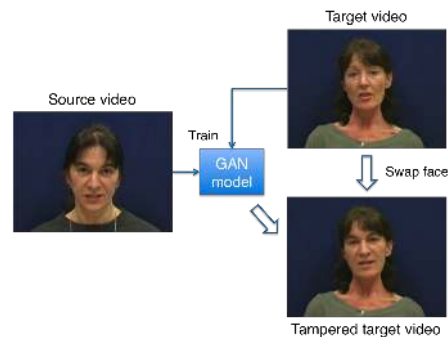 Target video
Source video
Train
GAN
model
Swap face
Tampered target video